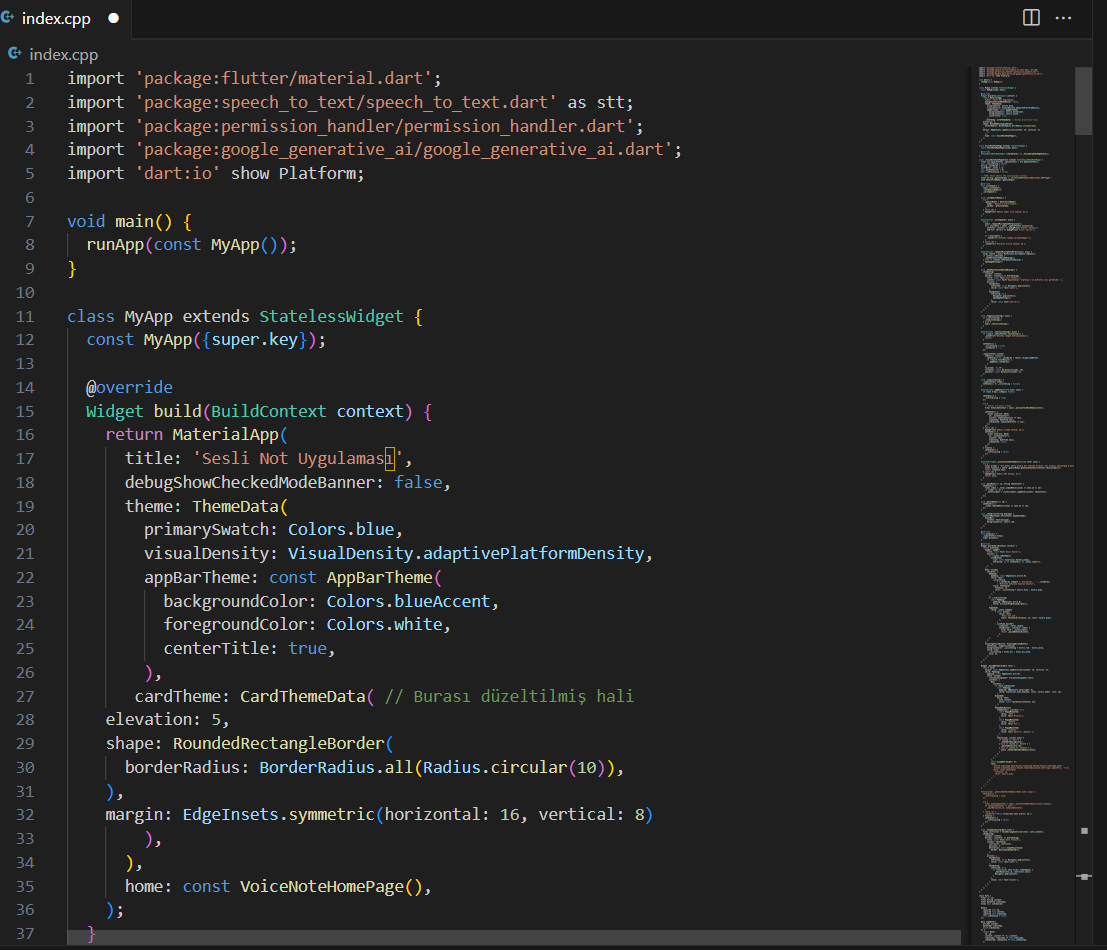 index.cpp
index.cpp
1 import 'package:flutter/material.dart';
2 import 'package:speech_to_text/speech_to_text.dart' as stt;
3 import 'package:permission_handler/permission_handler.dart';
4 import 'package:google_generative_ai/google_generative_ai.dart';
5 import 'dart:io' show Platform;
6
7 void main() {
8   runApp(const MyApp());
9 }
10
11 class MyApp extends StatelessWidget {
12   const MyApp({super.key});
13
14   @override
15   Widget build(BuildContext context) {
16     return MaterialApp(
17       title: 'Sesli Not Uygulaması',
18       debugShowCheckedModeBanner: false,
19       theme: ThemeData(
20         primarySwatch: Colors.blue,
21         visualDensity: VisualDensity.adaptivePlatformDensity,
22         appBarTheme: const AppBarTheme(
23           backgroundColor: Colors.blueAccent,
24           foregroundColor: Colors.white,
25           centerTitle: true,
26         ),
27        cardTheme: CardThemeData( // Burası düzeltilmiş hali
28     elevation: 5,
29     shape: RoundedRectangleBorder(
30       borderRadius: BorderRadius.all(Radius.circular(10)),
31     ),
32     margin: EdgeInsets.symmetric(horizontal: 16, vertical: 8)
33         ),
34       ),
35       home: const VoiceNoteHomePage(),
36     );
37   }